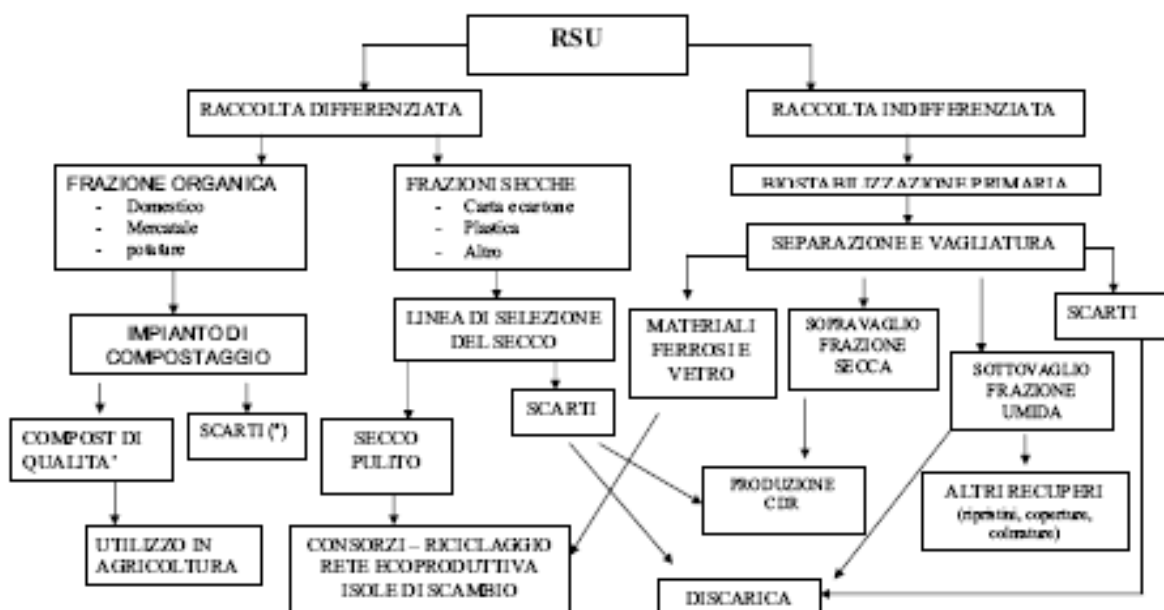 RSU
RACCOLTA DIFFERENZIATA
RACCOLTA INDIFFERENZIATA
FRAZIONE ORGANICA
- Domestico
- Mercatale
- potature
FRAZIONI SECCHE
- Carta e cartone
- Plastica
- Altro
BIOSTABILIZZAZIONE PRIMARIA
SEPARAZIONE E VAGLIATURA
IMPIANTO DI
COMPOSTAGGIO
LINEA DI SELEZIONE
DEL SECCO
MATERIALI
FERROSI E
VETRO
SOPRAVAGLIO
FRAZIONE
SECCA
SOTTOVAGLIO
FRAZIONE
UMIDA
SCARTI
COMPOST DI
QUALITA'
SCARTI (*)
SECCO
PULITO
SCARTI
PRODUZIONE
CDR
ALTRI RECUPERI
(ripristini, coperture,
colmature)
UTILIZZO IN
AGRICOLTURA
CONSORZI – RICICLAGGIO
RETE ECOPRODUTTIVA
ISOLE DI SCAMBIO
DISCARICA